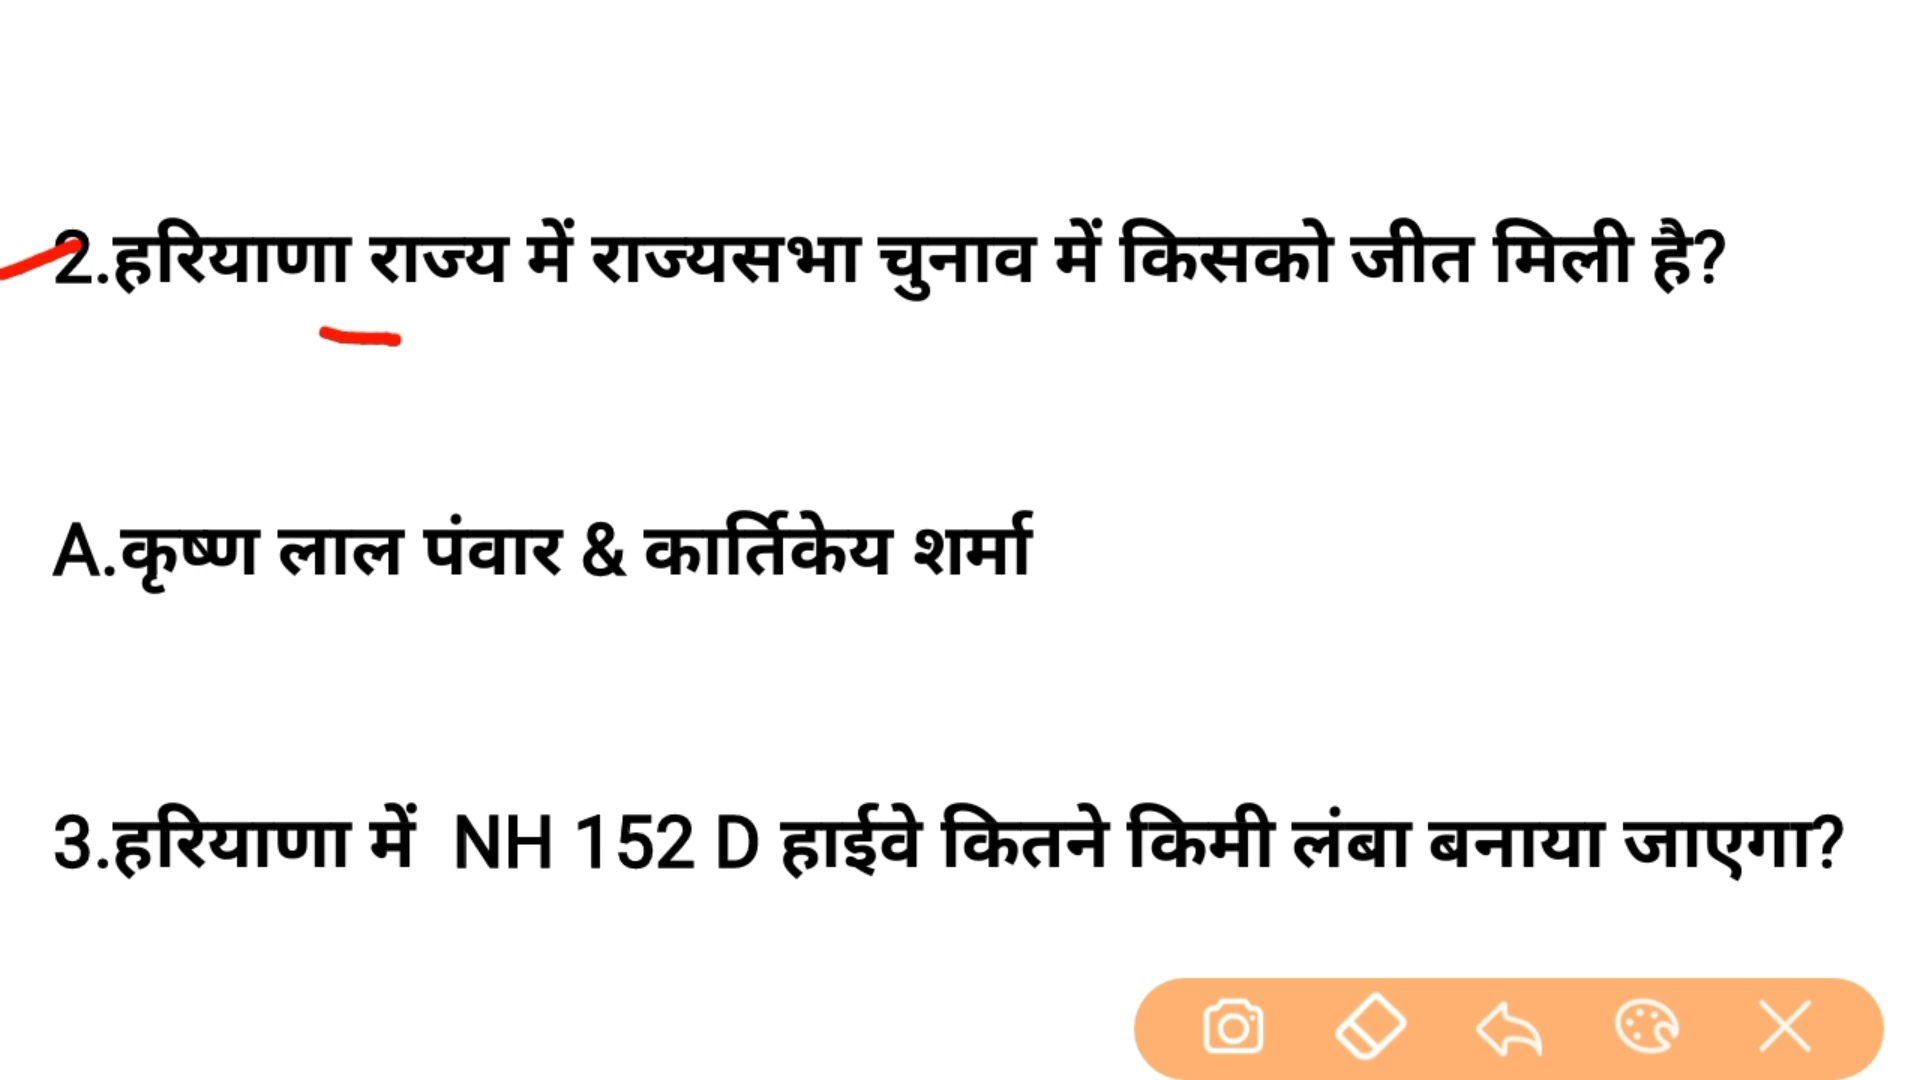 2.हरियाणा राज्य में राज्यसभा चुनाव में किसको जीत मिली है?
A.कृष्ण लाल पंवार & कार्तिकेय शर्मा
3.हरियाणा में NH 152 D हाईवे कितने किमी लंबा बनाया जाएगा?